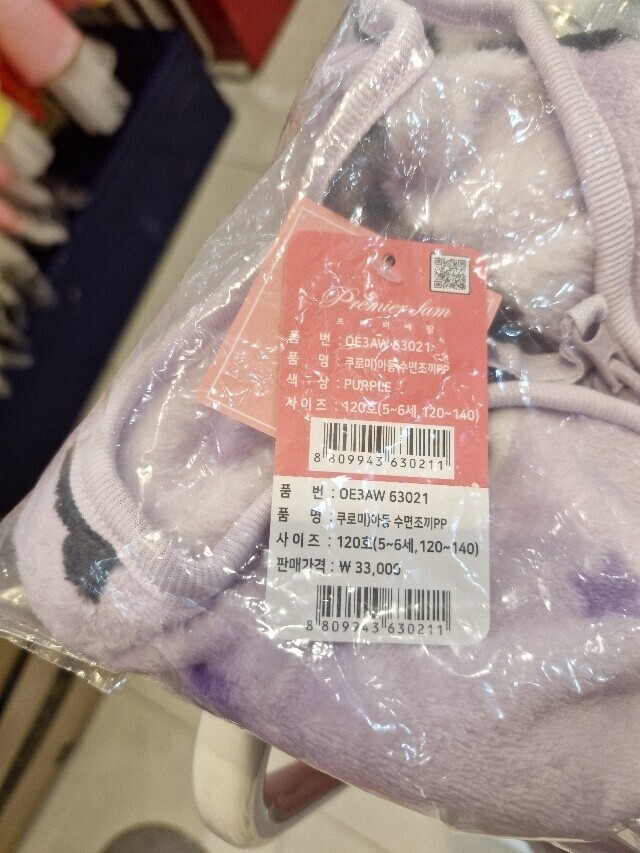 Premier Jam
프 리 미 에 쨈
품 번 : OE3AW 63021
품 명 : 쿠로미)아동 수면조끼PP
색 상 : PURPLE
사 이 즈 : 120호(5~6세,120~140)
8 809943 630211
품 번 : OE3AW 63021
품 명 : 쿠로미)아동 수면조끼PP
사 이 즈 : 120호(5~6세,120~140)
판매가격 : ₩ 33,000
8 809943 630211